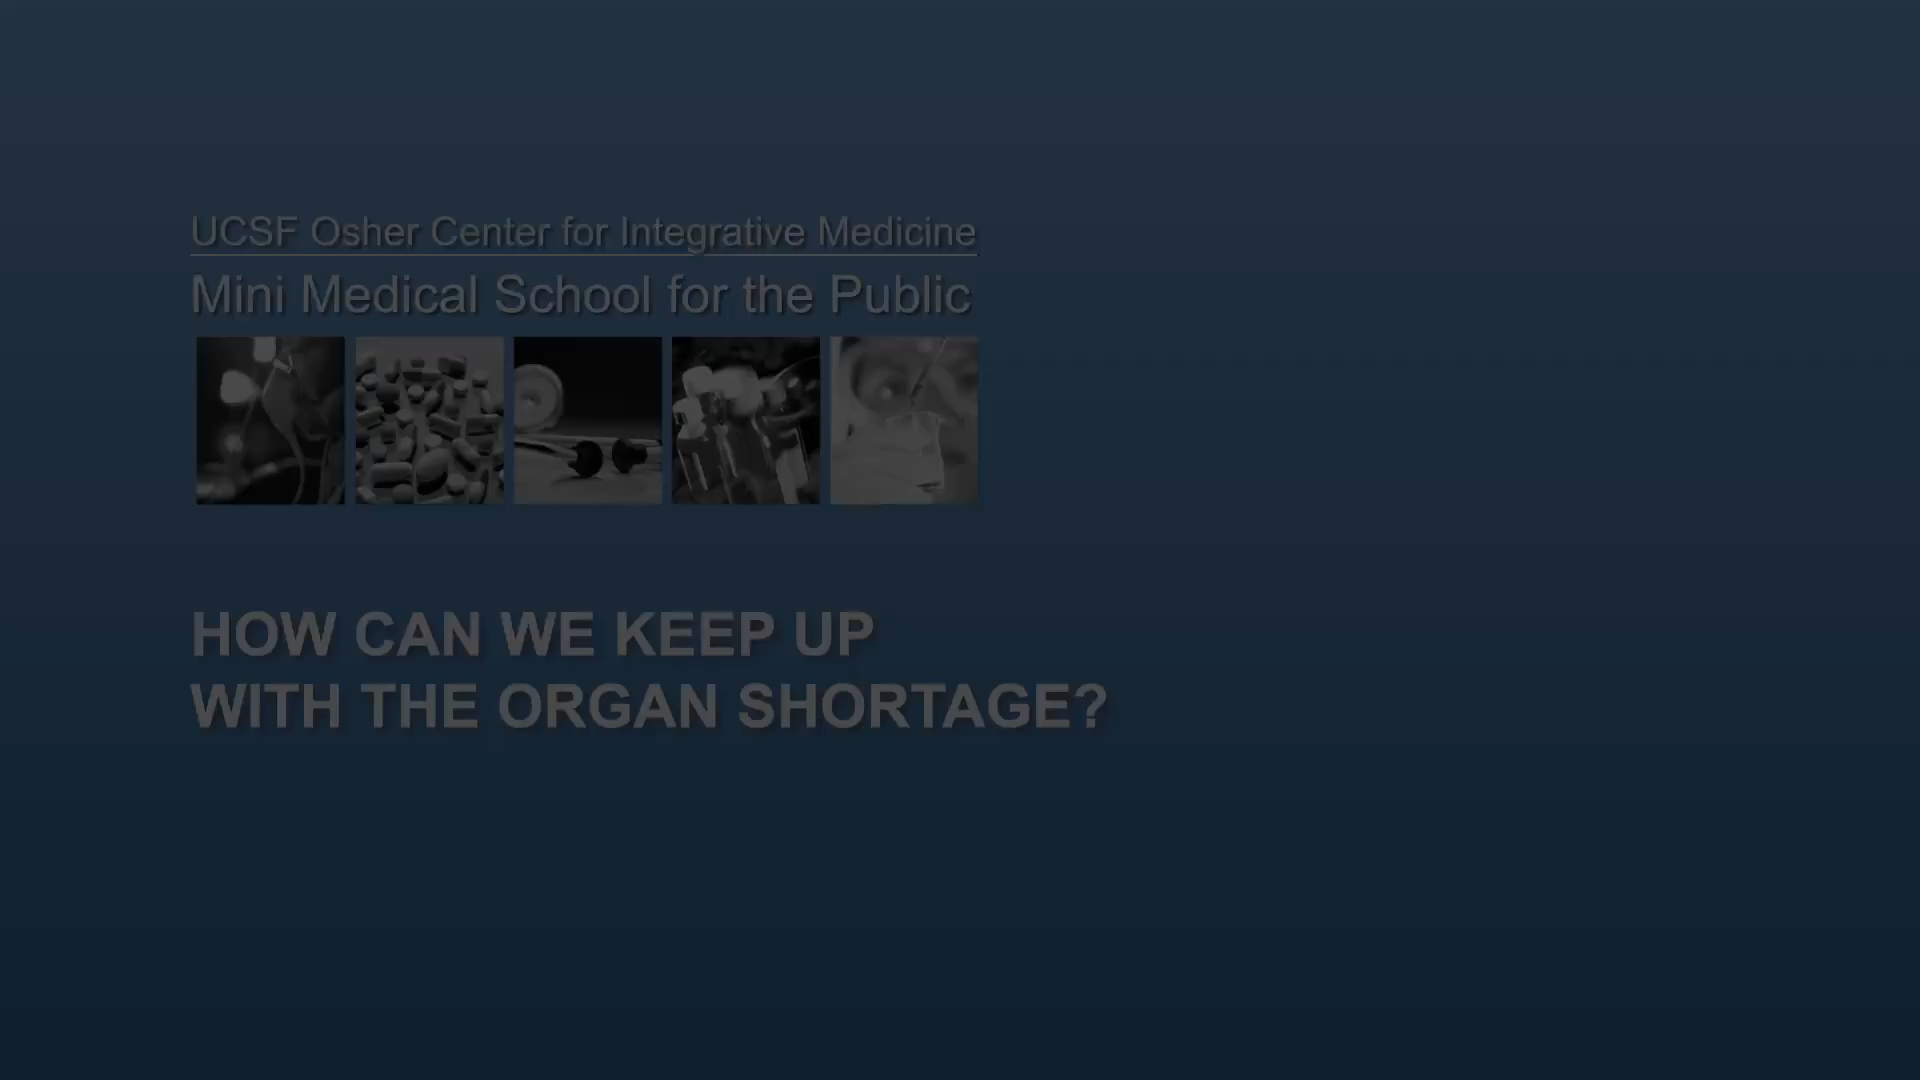 UCSF Osher Center for Integrative Medicine
Mini Medical School for the Public
HOW CAN WE KEEP UP
WITH THE ORGAN SHORTAGE?